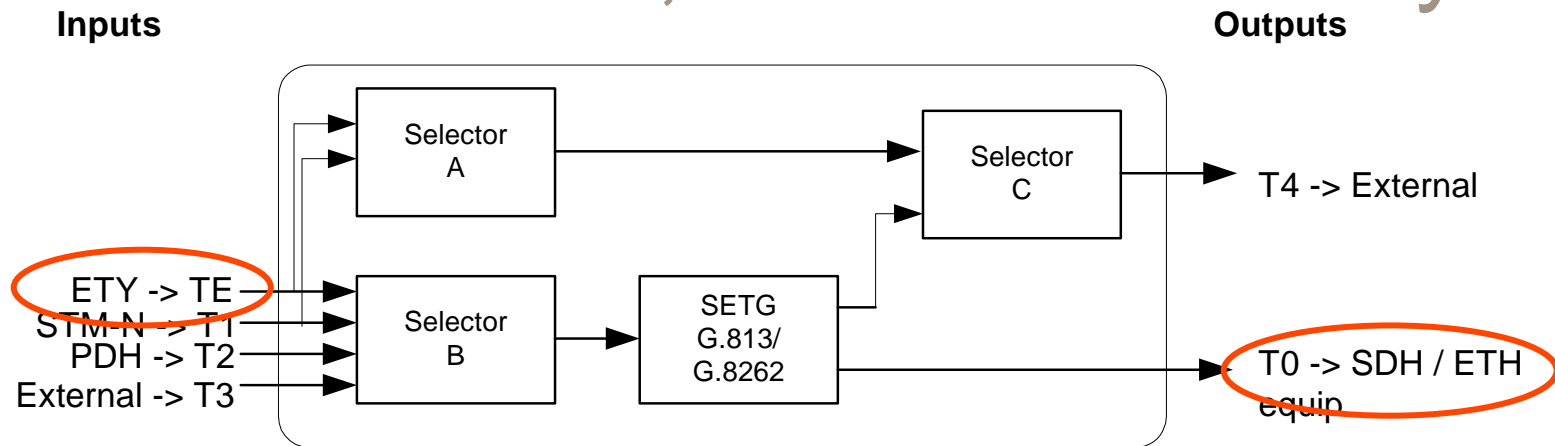 Inputs
Outputs
Selector
A
Selector
C
T4 -> External
ETY -> TE
STM-N -> T1
PDH -> T2
External -> T3
Selector
B
SETG
G.813/
G.8262
T0 -> SDH / ETH
equip